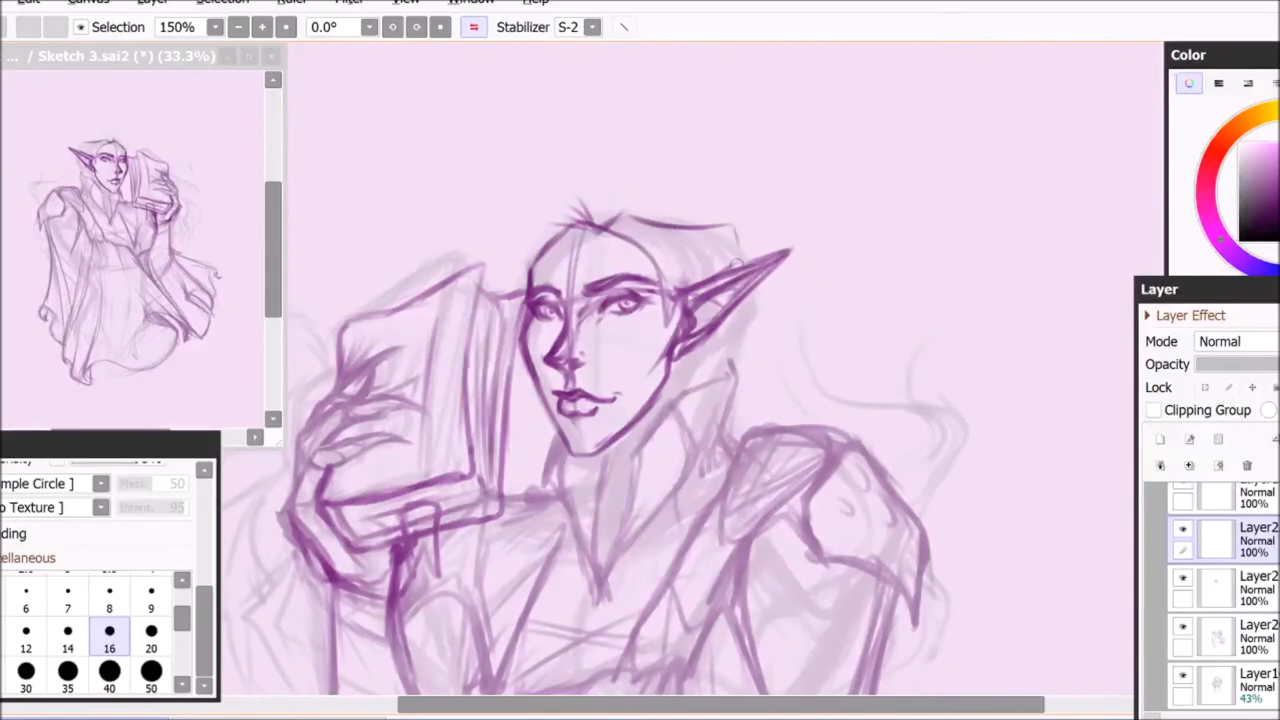 Selection 150% 0.0° Stabilizer S-2
... / Sketch 3.sai2 (*) (33.3%)
Color
Layer
Layer Effect
Mode Normal
Opacity
Lock
Clipping Group
Normal
100%
Layer2
Normal
100%
Layer2
Normal
100%
Layer2
Normal
100%
Layer1
Normal
43%
mple Circle ] 50
o Texture ] 95
ding
ellaneous
6 7 8 9
12 14 16 20
30 35 40 50